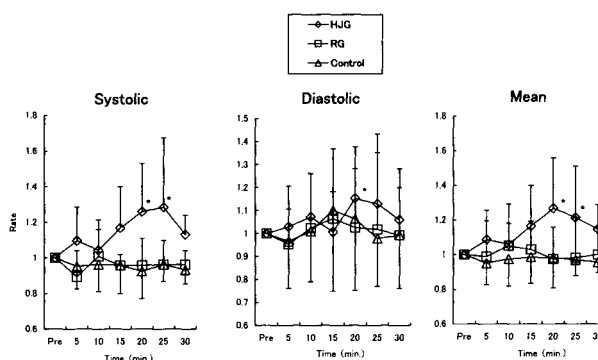 HJG
RG
Control
Systolic
Diastolic
Mean
Rate
1.8
1.6
1.4
1.2
1
0.8
0.6
Pre 5 10 15 20 25 30
Time (min.)
* *
1.5
1.4
1.3
1.2
1.1
1
0.9
0.8
0.7
0.6
Pre 5 10 15 20 25 30
Time (min.)
*
1.8
1.6
1.4
1.2
1
0.8
0.6
Pre 5 10 15 20 25 30
Time (min.)
* *